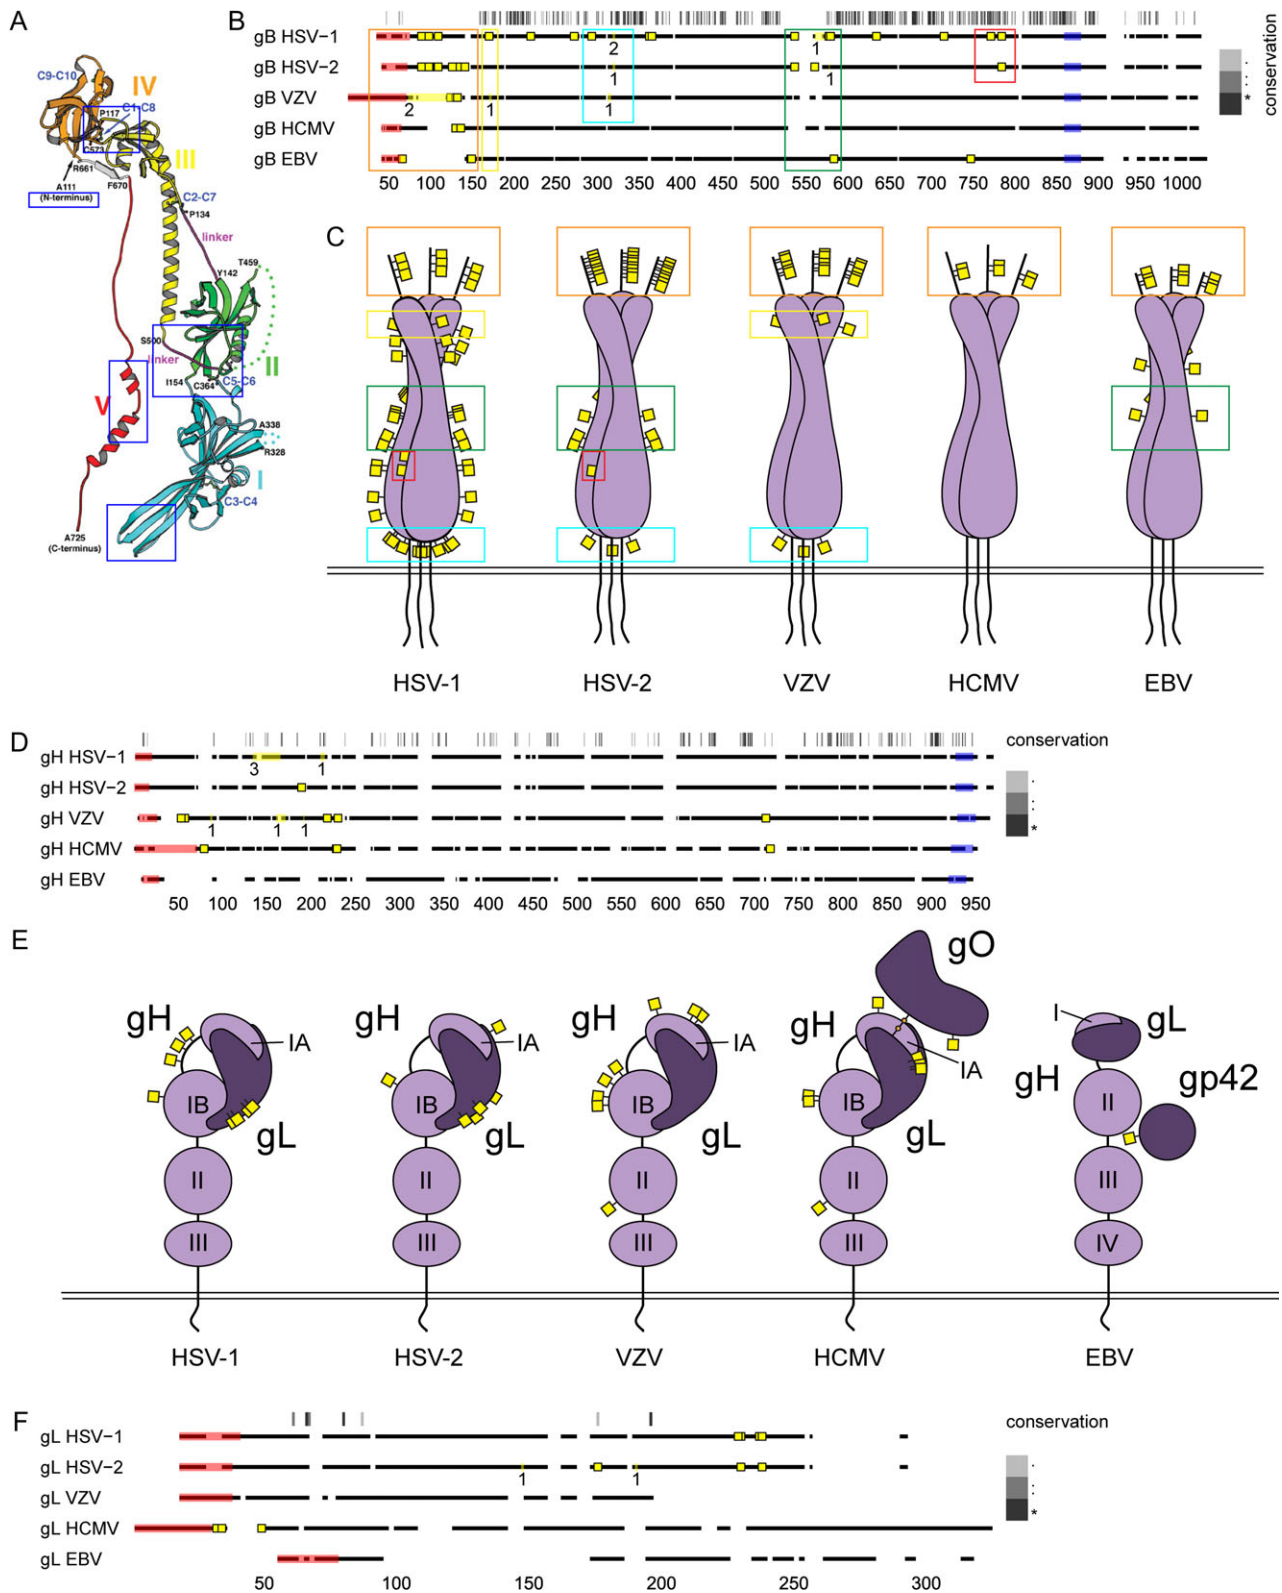 A
C9-C10
IV
C1-C8
P117
C573
III
R661
A111
(N-terminus)
F670
C2-C7
P134
linker
Y142
T459
S500
linker
II
I154
C364
C5-C6
V
A338
R328
I
C3-C4
A725
(C-terminus)
B
gB HSV−1
2
1
gB HSV−2
1
1
gB VZV
2
1
1
gB HCMV
gB EBV
50 100 150 200 250 300 350 400 450 500 550 600 650 700 750 800 850 900 950 1000
conservation
.
:
*
C
HSV-1
HSV-2
VZV
HCMV
EBV
D
gH HSV−1
3
1
gH HSV−2
gH VZV
1
1
1
gH HCMV
gH EBV
50 100 150 200 250 300 350 400 450 500 550 600 650 700 750 800 850 900 950
conservation
.
:
*
E
gH
IA
IB
gL
II
III
HSV-1
gH
IA
IB
gL
II
III
HSV-2
gH
IA
IB
gL
II
III
VZV
gO
gH
IA
IB
gL
II
III
HCMV
I
gL
gH
II
gp42
III
IV
EBV
F
gL HSV−1
gL HSV−2
1
1
gL VZV
gL HCMV
gL EBV
50 100 150 200 250 300
conservation
.
:
*